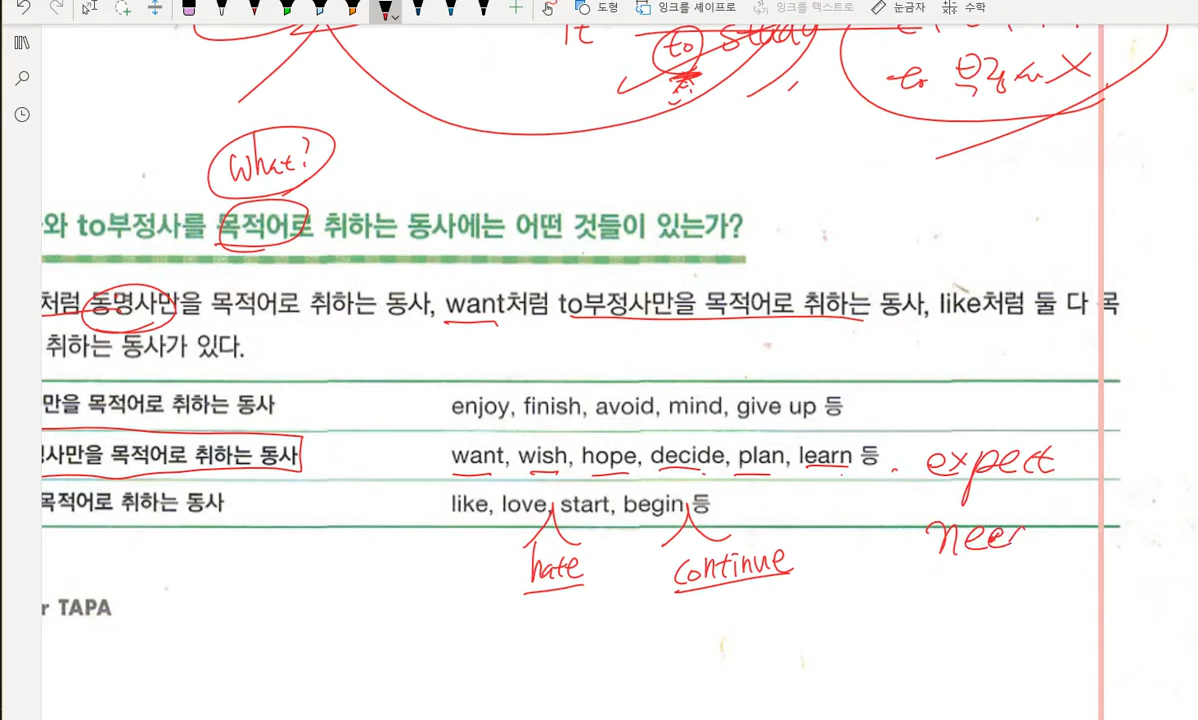 도형 잉크를 셰이프로 잉크를 텍스트로 눈금자 수학
it to study
to 부정사 X
What?
와 to부정사를 목적어로 취하는 동사에는 어떤 것들이 있는가?
처럼 동명사만을 목적어로 취하는 동사, want처럼 to부정사만을 목적어로 취하는 동사, like처럼 둘 다 목
취하는 동사가 있다.
만을 목적어로 취하는 동사 enjoy, finish, avoid, mind, give up 등
사만을 목적어로 취하는 동사 want, wish, hope, decide, plan, learn 등 . expect
목적어로 취하는 동사 like, love, start, begin, 등
neer
hate continue
r TAPA